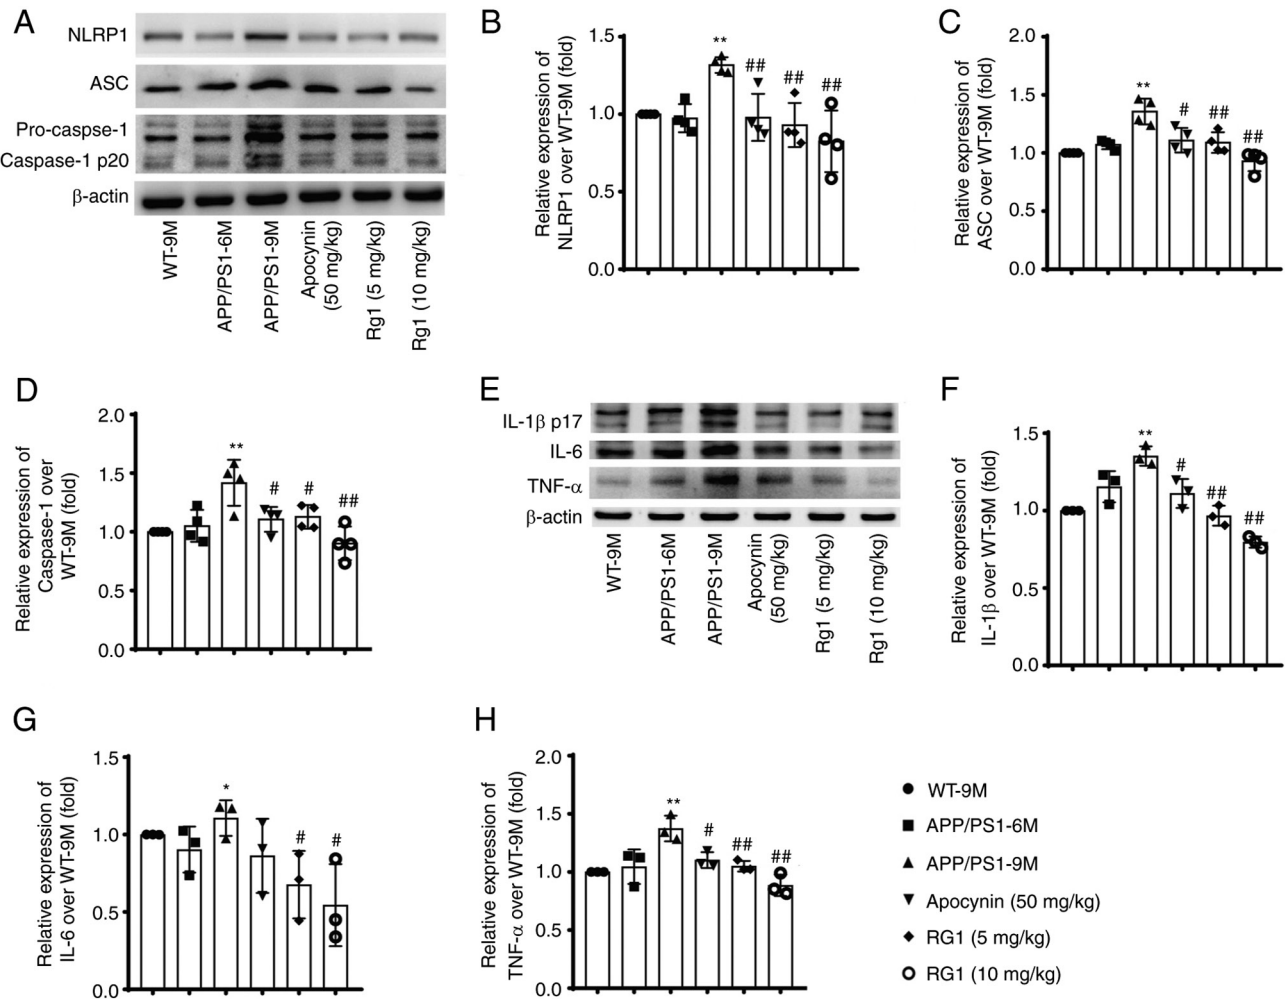 A
NLRP1
ASC
Pro-caspse-1
Caspase-1 p20
β-actin
WT-9M
APP/PS1-6M
APP/PS1-9M
Apocynin
(50 mg/kg)
Rg1 (5 mg/kg)
Rg1 (10 mg/kg)
B
Relative expression of
NLRP1 over WT-9M (fold)
1.5
1.0
0.5
0.0
**
##
##
##
C
Relative expression of
ASC over WT-9M (fold)
2.0
1.5
1.0
0.5
0.0
**
#
##
##
D
Relative expression of
Caspase-1 over
WT-9M (fold)
2.0
1.5
1.0
0.5
0.0
**
#
#
##
E
IL-1β p17
IL-6
TNF-α
β-actin
WT-9M
APP/PS1-6M
APP/PS1-9M
Apocynin
(50 mg/kg)
Rg1 (5 mg/kg)
Rg1 (10 mg/kg)
F
Relative expression of
IL-1β over WT-9M (fold)
1.5
1.0
0.5
0.0
**
#
##
##
G
Relative expression of
IL-6 over WT-9M (fold)
1.5
1.0
0.5
0.0
*
#
#
H
Relative expression of
TNF-α over WT-9M (fold)
2.0
1.5
1.0
0.5
0.0
**
#
##
##
WT-9M
APP/PS1-6M
APP/PS1-9M
Apocynin (50 mg/kg)
RG1 (5 mg/kg)
RG1 (10 mg/kg)